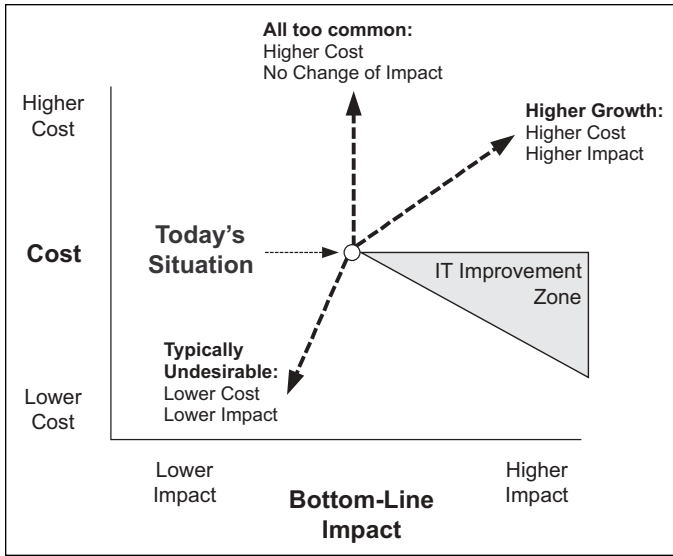 All too common:
Higher Cost
No Change of Impact
Higher
Cost
Higher Growth:
Higher Cost
Higher Impact
Cost
Today's
Situation
IT Improvement
Zone
Typically
Undesirable:
Lower Cost
Lower Impact
Lower
Cost
Lower
Impact
Bottom-Line
Impact
Higher
Impact